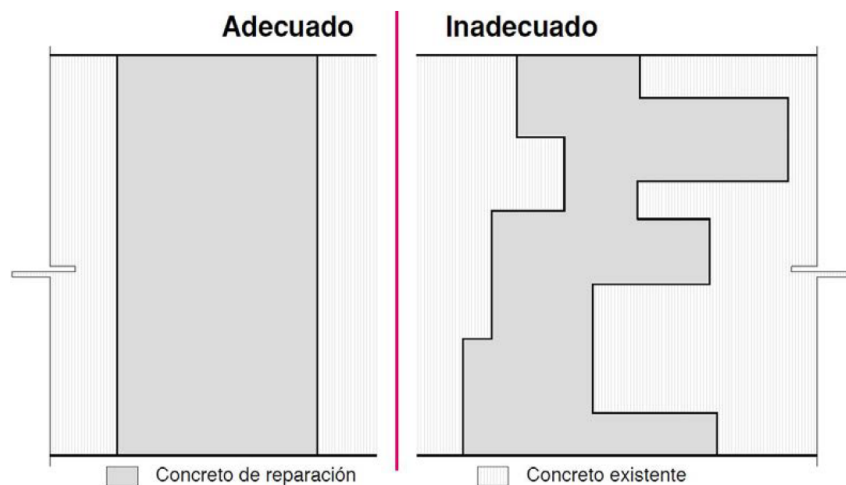 Adecuado
Inadecuado
Concreto de reparación
Concreto existente